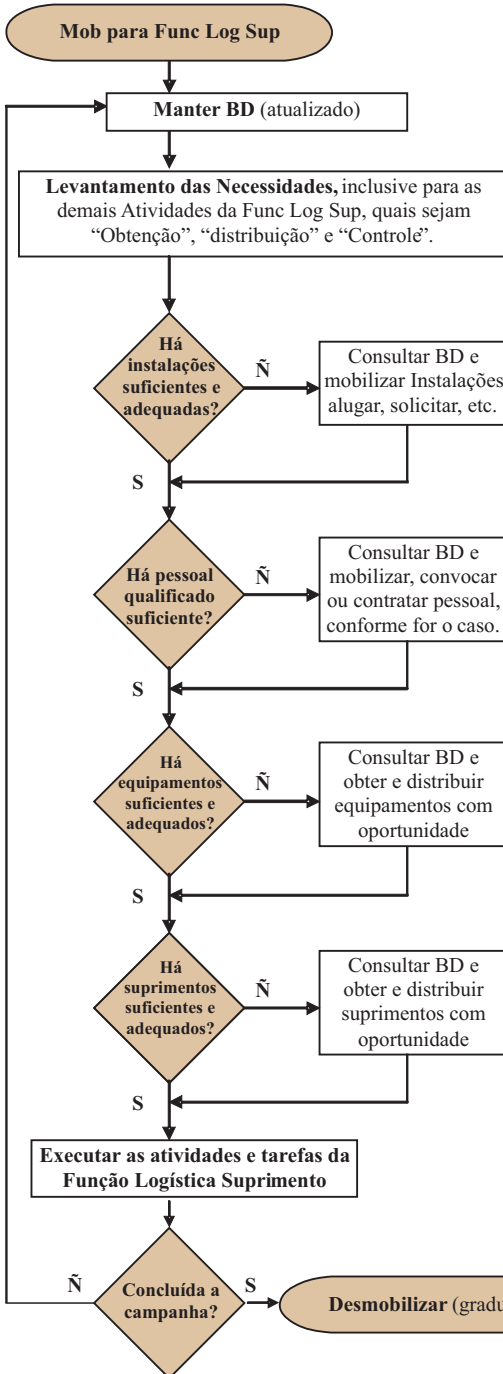 Mob para Func Log Sup
Manter BD (atualizado)
Levantamento das Necessidades, inclusive para as
demais Atividades da Func Log Sup, quais sejam
“Obtenção”, “distribuição” e “Controle”.
Há
instalações
suficientes e
adequadas?
Ñ
Consultar BD e
mobilizar Instalações
alugar, solicitar, etc.
S
Há pessoal
qualificado
suficiente?
Ñ
Consultar BD e
mobilizar, convocar
ou contratar pessoal,
conforme for o caso.
S
Há
equipamentos
suficientes e
adequados?
Ñ
Consultar BD e
obter e distribuir
equipamentos com
oportunidade
S
Há
suprimentos
suficientes e
adequados?
Ñ
Consultar BD e
obter e distribuir
suprimentos com
oportunidade
S
Executar as atividades e tarefas da
Função Logística Suprimento
Ñ
Concluída a
campanha?
S
Desmobilizar